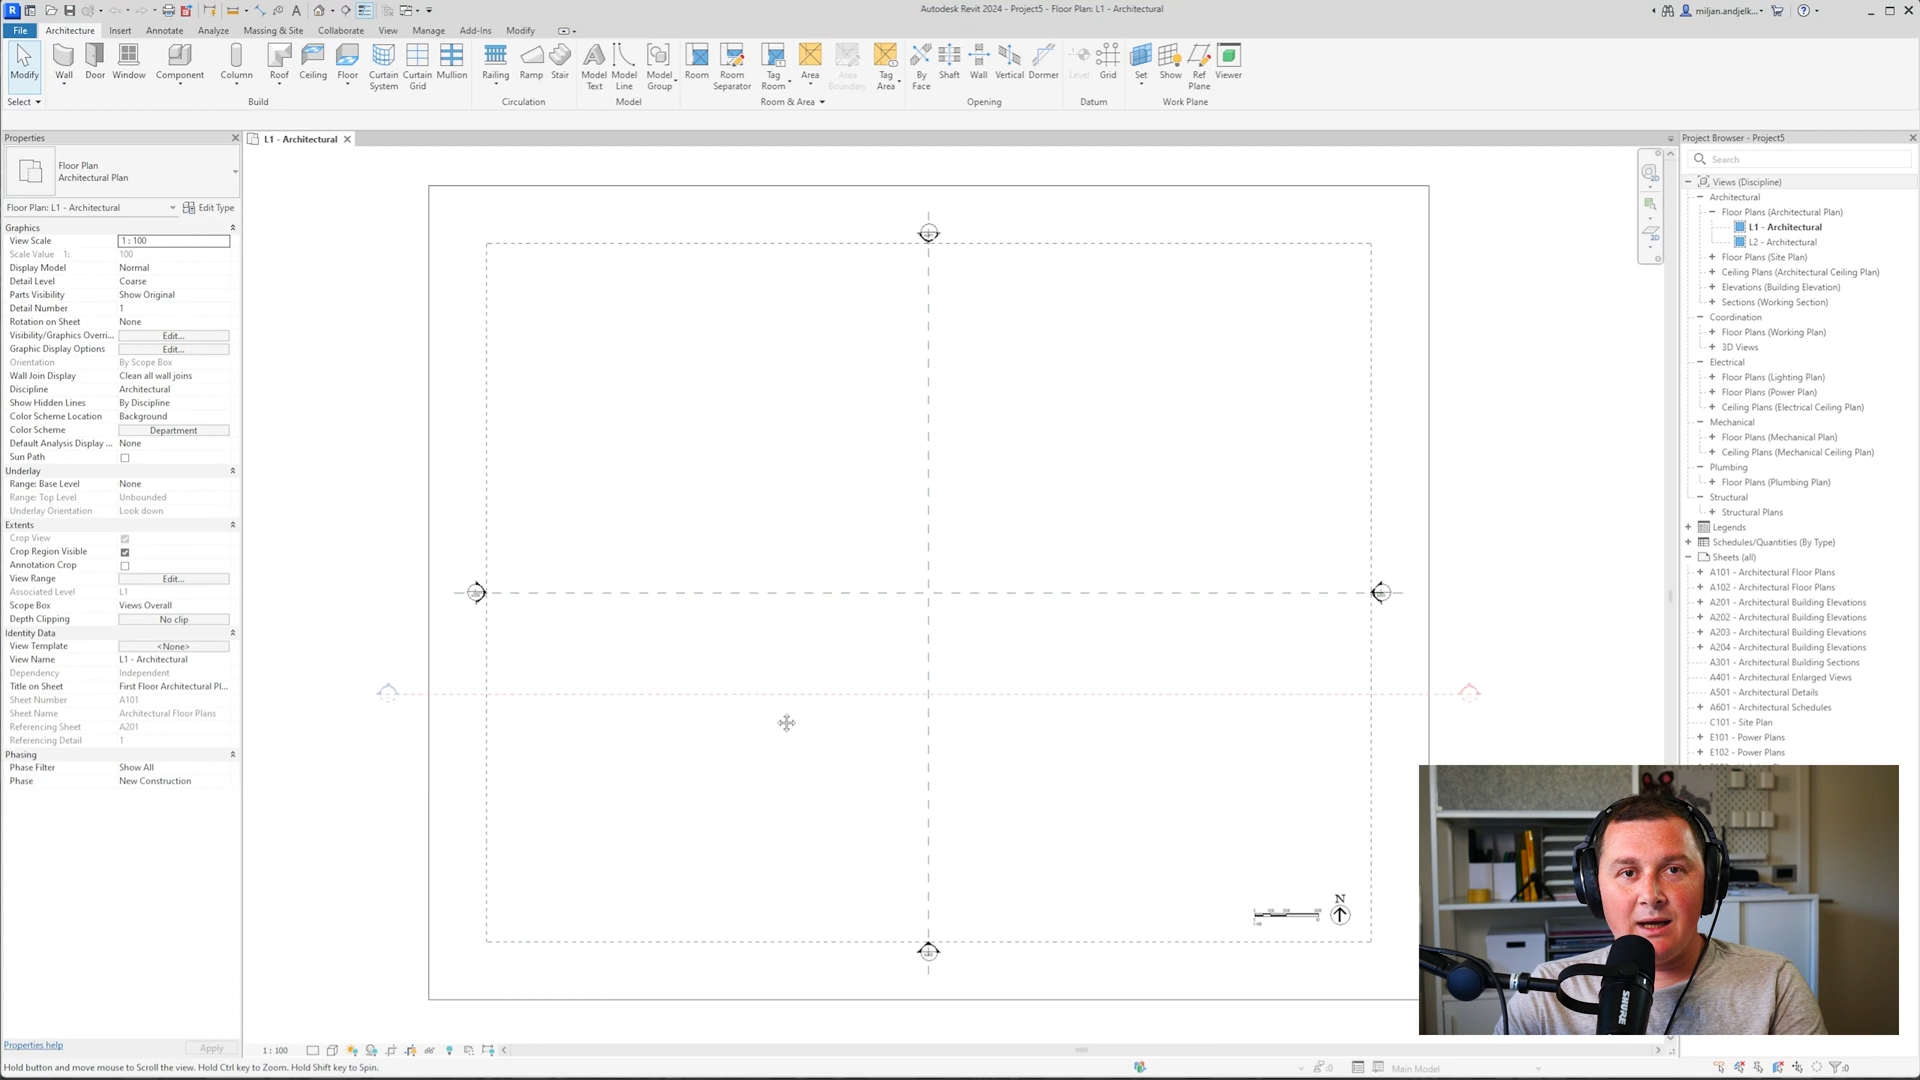 Autodesk Revit 2024 - Project5 - Floor Plan: L1 - Architectural
miljan.andjelk...
File Architecture Insert Annotate Analyze Massing & Site Collaborate View Manage Add-Ins Modify
Modify Wall Door Window Component Column Roof Ceiling Floor Curtain System Curtain Grid Mullion Railing Ramp Stair Model Text Model Line Model Group Room Room Separator Tag Room Area Area Boundary Tag Area By Face Shaft Wall Vertical Dormer Level Grid Set Show Ref Plane Viewer
Select Build Circulation Model Room & Area Opening Datum Work Plane
Properties
L1 - Architectural
Floor Plan
Architectural Plan
Floor Plan: L1 - Architectural Edit Type
Graphics
View Scale 1 : 100
Scale Value 1: 100
Display Model Normal
Detail Level Coarse
Parts Visibility Show Original
Detail Number 1
Rotation on Sheet None
Visibility/Graphics Overri... Edit...
Graphic Display Options Edit...
Orientation By Scope Box
Wall Join Display Clean all wall joins
Discipline Architectural
Show Hidden Lines By Discipline
Color Scheme Location Background
Color Scheme Department
Default Analysis Display ... None
Sun Path
Underlay
Range: Base Level None
Range: Top Level Unbounded
Underlay Orientation Look down
Extents
Crop View
Crop Region Visible
Annotation Crop
View Range Edit...
Associated Level L1
Scope Box Views Overall
Depth Clipping No clip
Identity Data
View Template <None>
View Name L1 - Architectural
Dependency Independent
Title on Sheet First Floor Architectural Pl...
Sheet Number A101
Sheet Name Architectural Floor Plans
Referencing Sheet A201
Referencing Detail 1
Phasing
Phase Filter Show All
Phase New Construction
Properties help Apply
N
Project Browser - Project5
Search
Views (Discipline)
Architectural
Floor Plans (Architectural Plan)
L1 - Architectural
L2 - Architectural
Floor Plans (Site Plan)
Ceiling Plans (Architectural Ceiling Plan)
Elevations (Building Elevation)
Sections (Working Section)
Coordination
Floor Plans (Working Plan)
3D Views
Electrical
Floor Plans (Lighting Plan)
Floor Plans (Power Plan)
Ceiling Plans (Electrical Ceiling Plan)
Mechanical
Floor Plans (Mechanical Plan)
Ceiling Plans (Mechanical Ceiling Plan)
Plumbing
Floor Plans (Plumbing Plan)
Structural
Structural Plans
Legends
Schedules/Quantities (By Type)
Sheets (all)
A101 - Architectural Floor Plans
A102 - Architectural Floor Plans
A201 - Architectural Building Elevations
A202 - Architectural Building Elevations
A203 - Architectural Building Elevations
A204 - Architectural Building Elevations
A301 - Architectural Building Sections
A401 - Architectural Enlarged Views
A501 - Architectural Details
A601 - Architectural Schedules
C101 - Site Plan
E101 - Power Plans
E102 - Power Plans
SHURE
1 : 100
Hold button and move mouse to Scroll the view. Hold Ctrl key to Zoom. Hold Shift key to Spin.
:0 Main Model :0